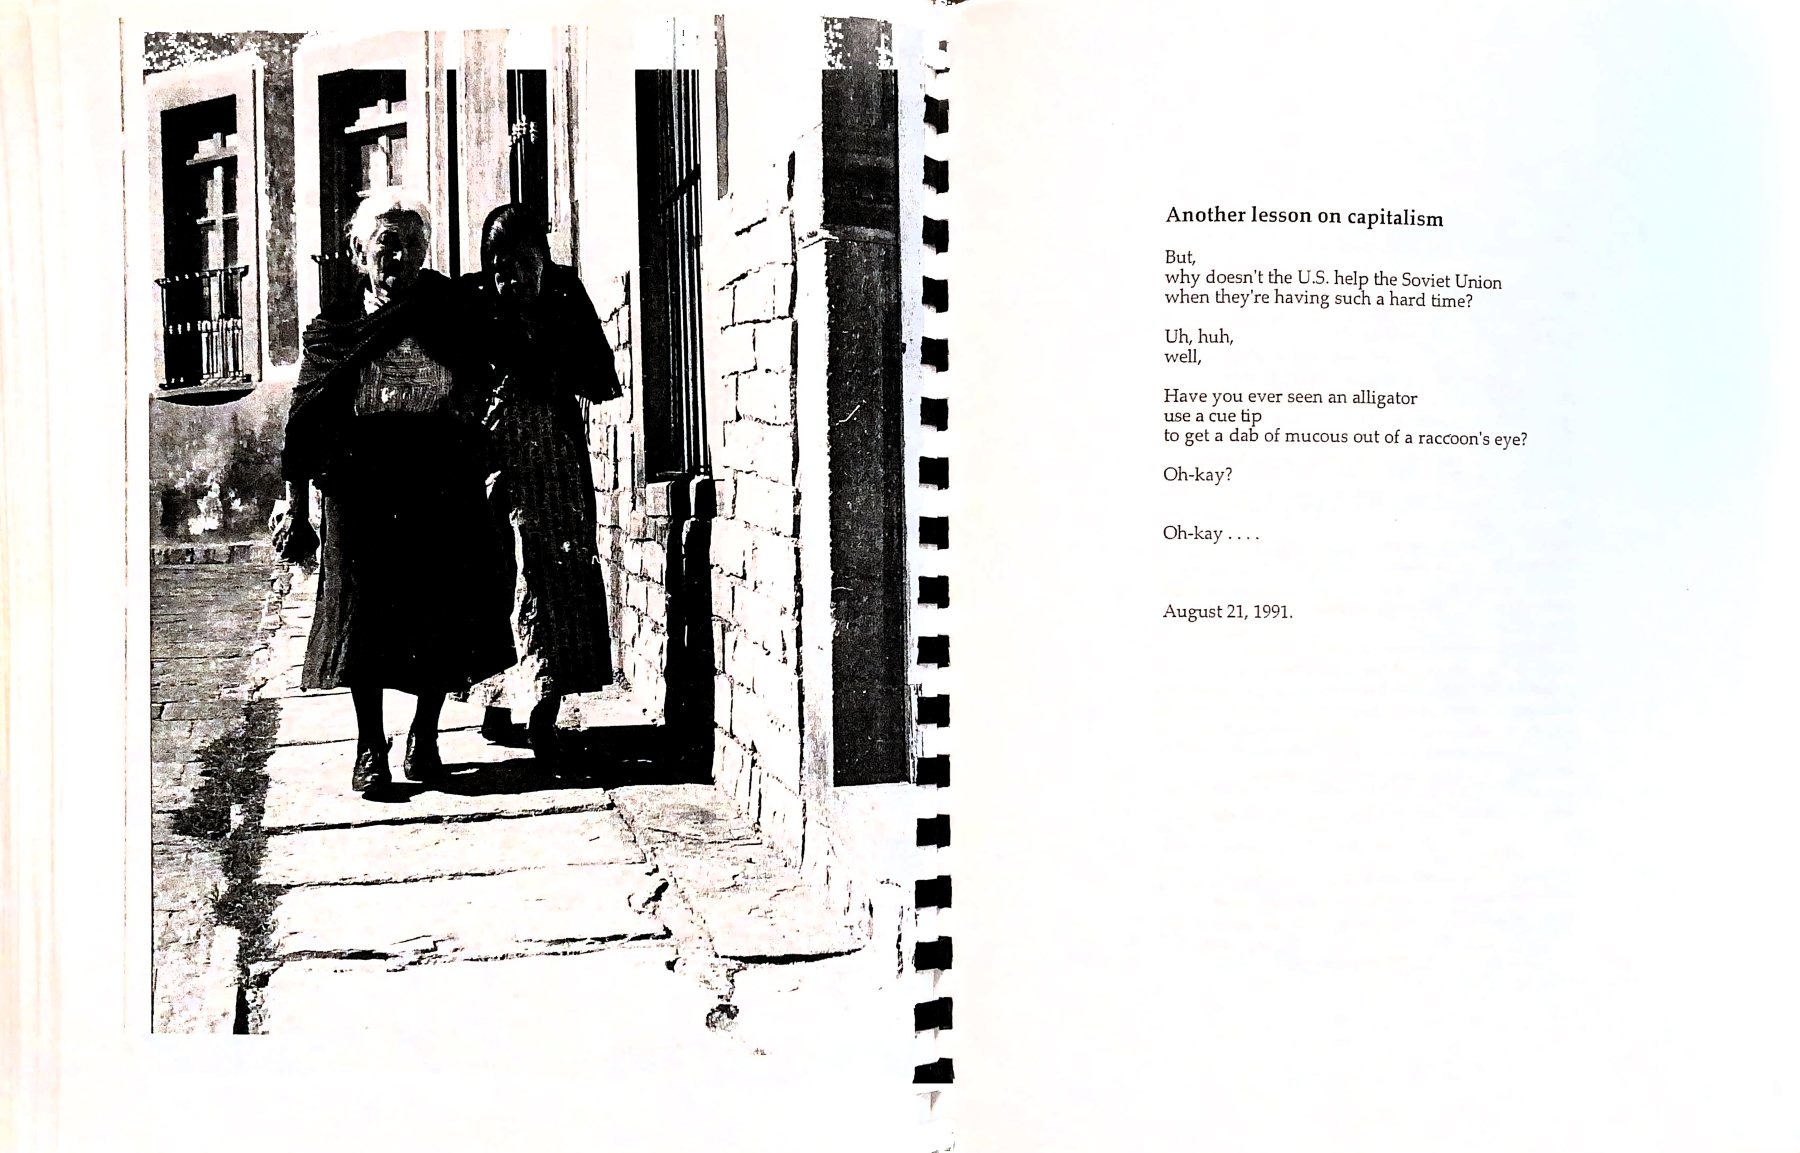 Another lesson on capitalism
But,
why doesn't the U.S. help the Soviet Union
when they're having such a hard time?
Uh, huh,
well,
Have you ever seen an alligator
use a cue tip
to get a dab of mucous out of a raccoon's eye?
Oh-kay?
Oh-kay . . . .
August 21, 1991.